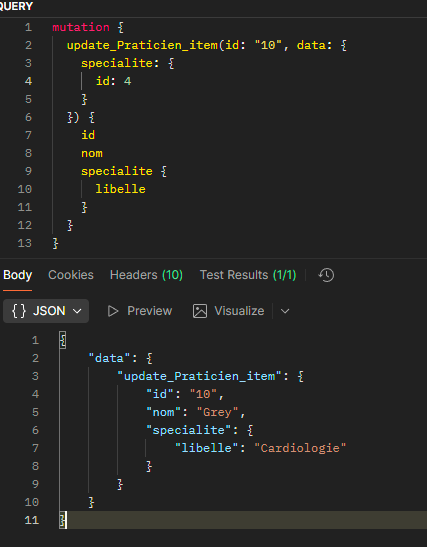 QUERY
1 mutation {
2 update_Praticien_item(id: "10", data: {
3 specialite: {
4 id: 4
5 }
6 }) {
7 id
8 nom
9 specialite {
10 libelle
11 }
12 }
13 }
Body Cookies Headers (10) Test Results (1/1)
{} JSON Preview Visualize
1 {
2 "data": {
3 "update_Praticien_item": {
4 "id": "10",
5 "nom": "Grey",
6 "specialite": {
7 "libelle": "Cardiologie"
8 }
9 }
10 }
11 }